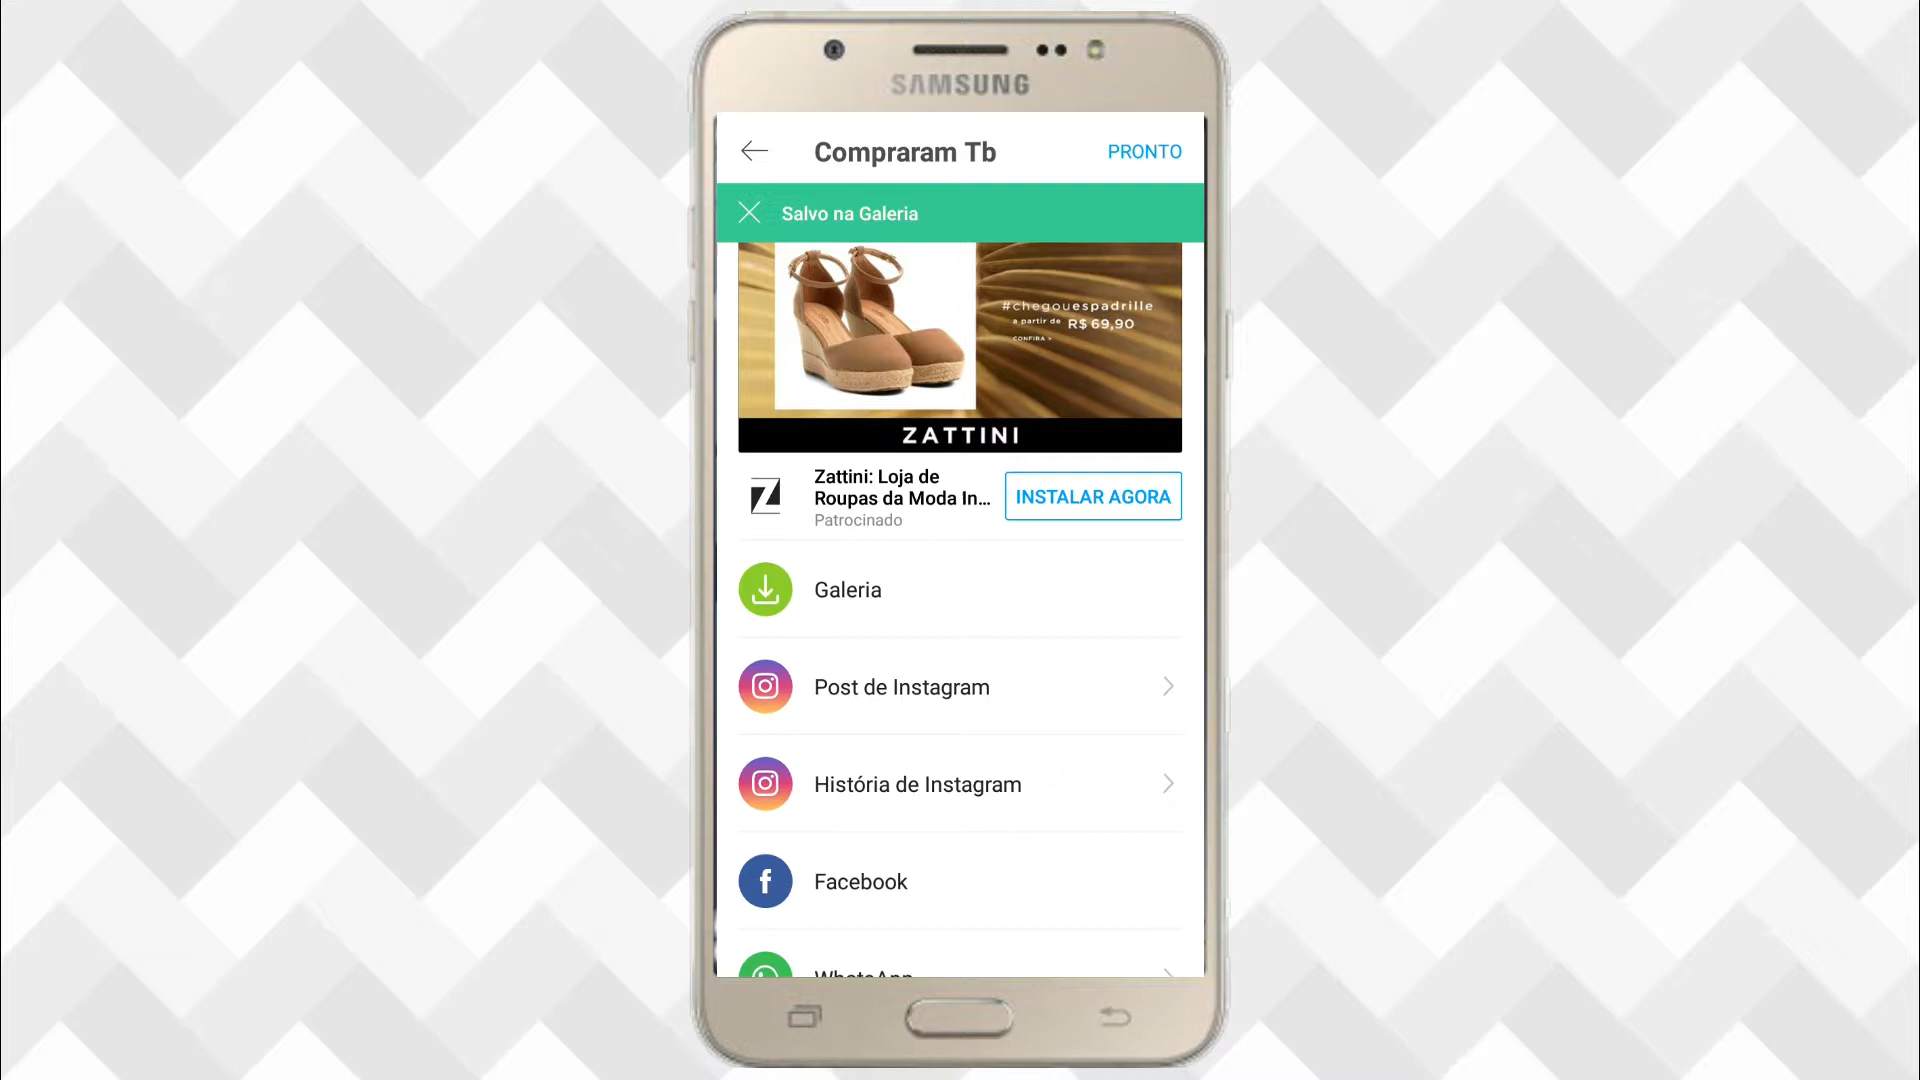 SAMSUNG
Compraram Tb
PRONTO
Salvo na Galeria
#chegouespadrille
a partir de R$ 69,90
CONFIRA >
ZATTINI
Zattini: Loja de
Roupas da Moda In...
Patrocinado
INSTALAR AGORA
Galeria
Post de Instagram
História de Instagram
Facebook
WhatsApp